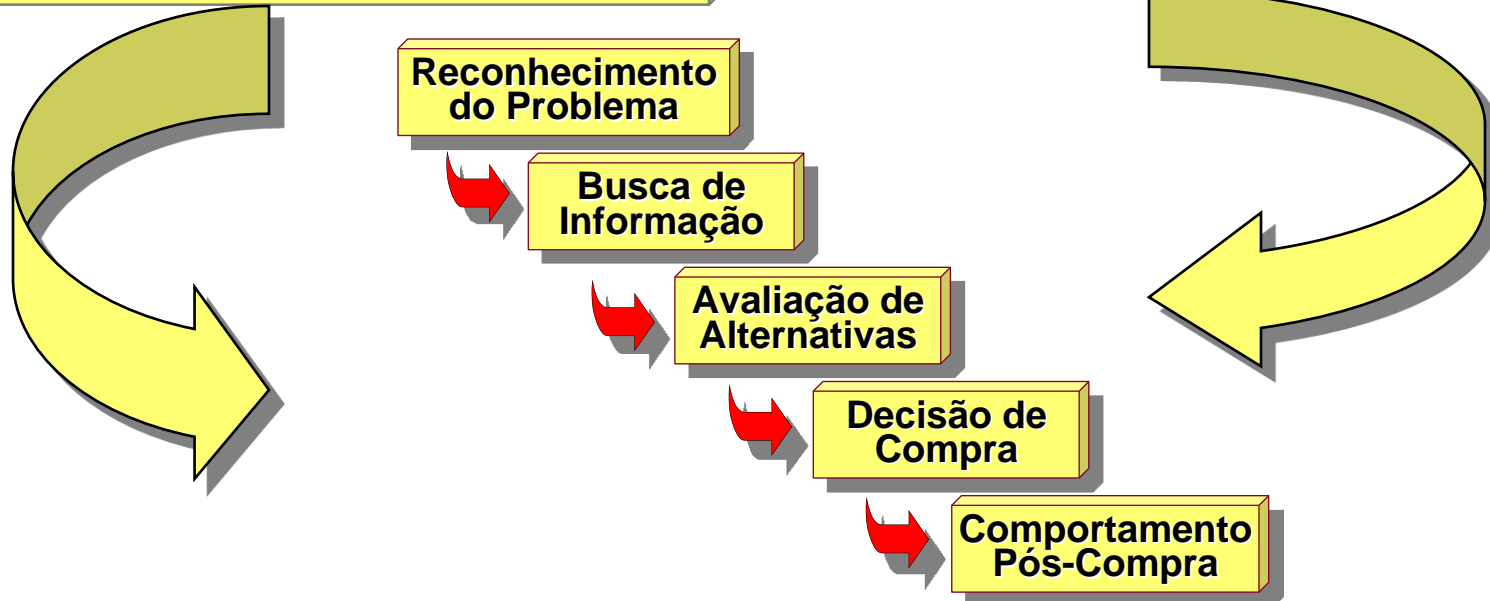 Reconhecimento
do Problema
Busca de
Informação
Avaliação de
Alternativas
Decisão de
Compra
Comportamento
Pós-Compra